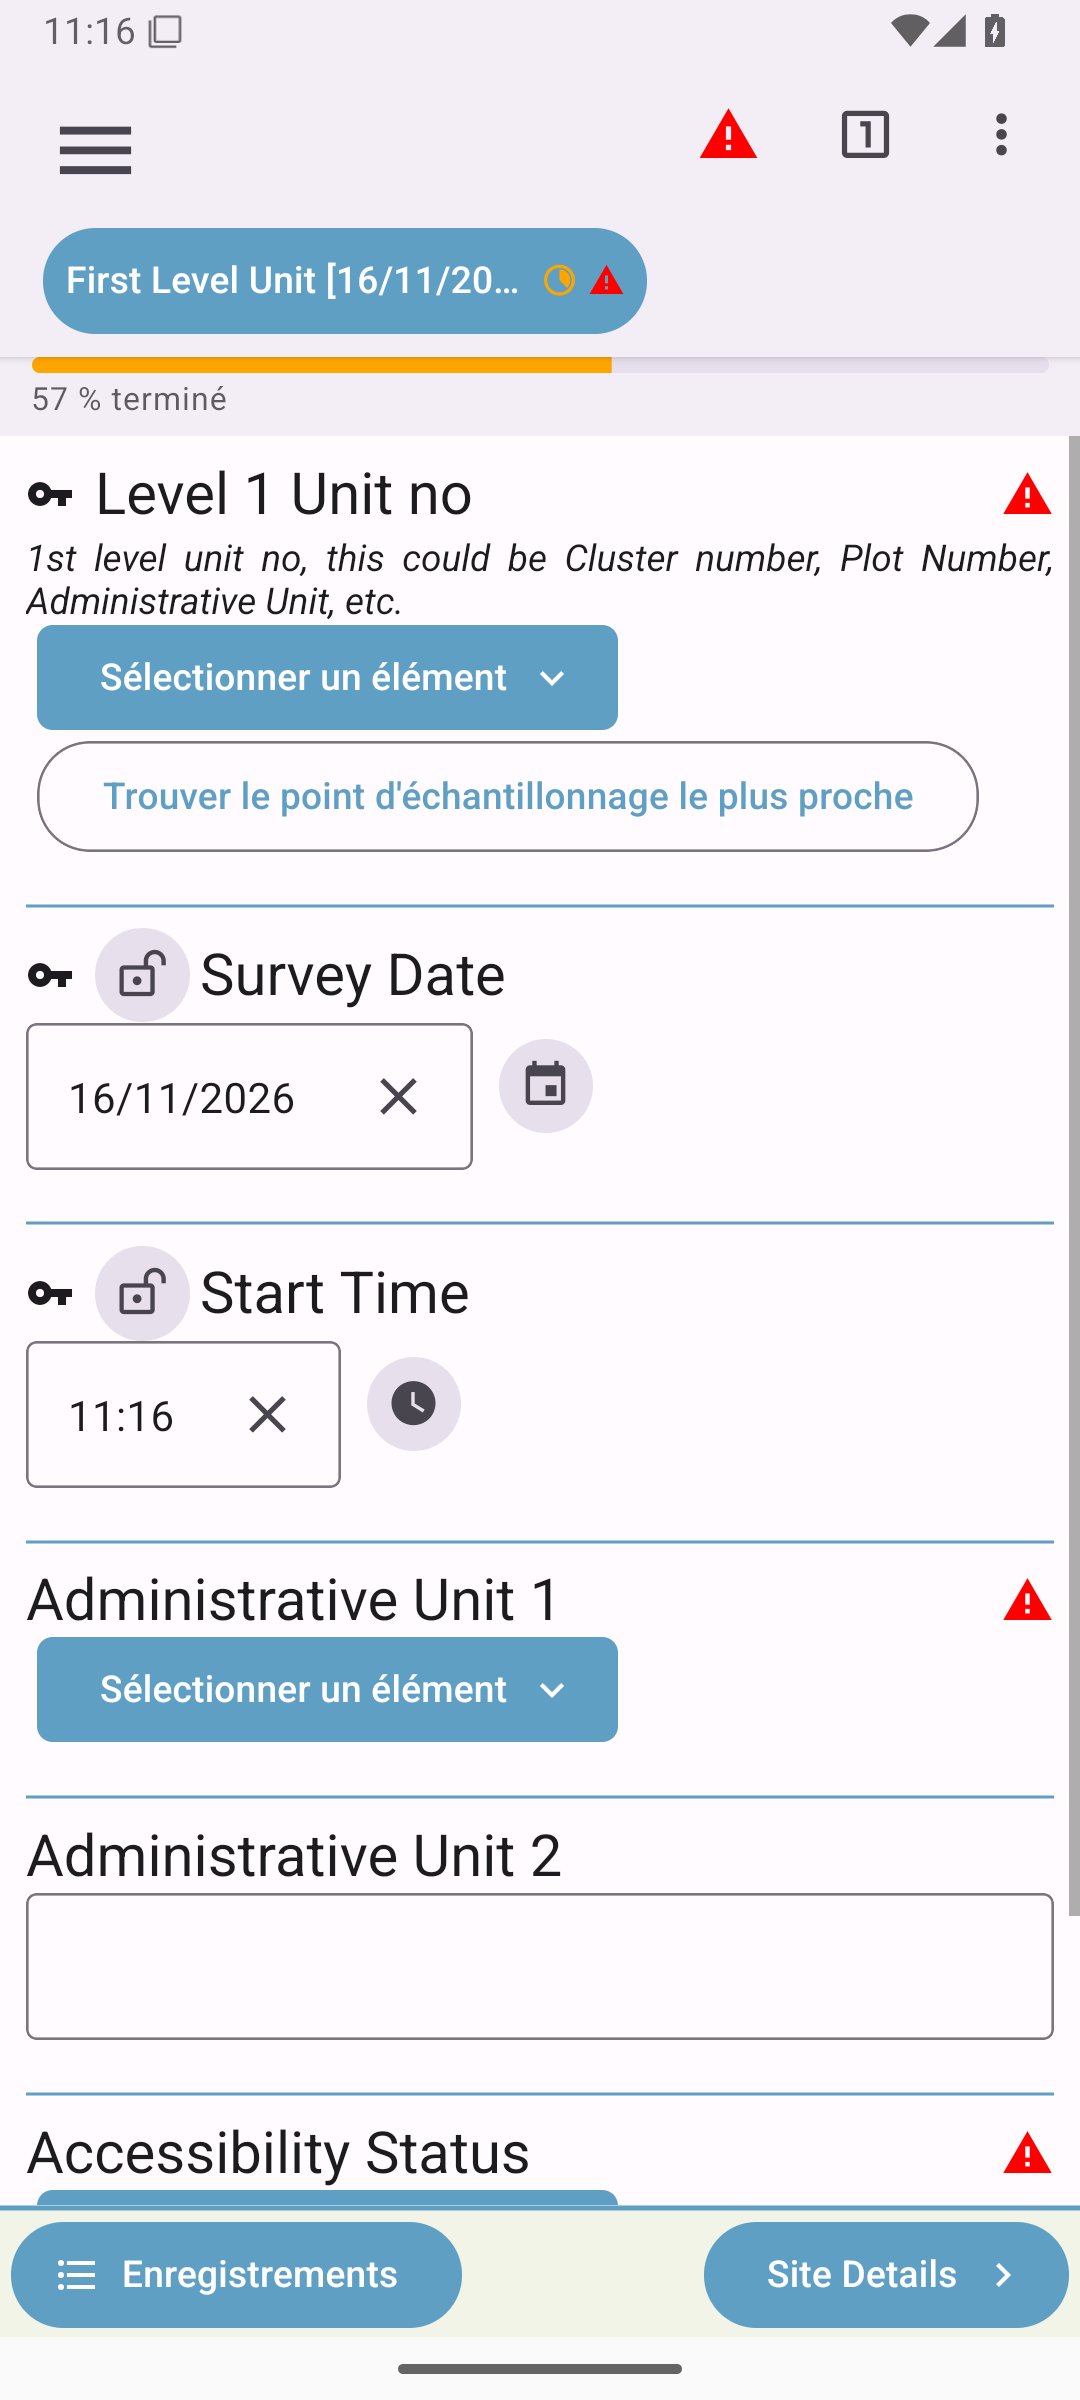 11:16
1
First Level Unit [16/11/20...
57 % terminé
Level 1 Unit no
1st level unit no, this could be Cluster number, Plot Number,
Administrative Unit, etc.
Sélectionner un élément
Trouver le point d'échantillonnage le plus proche
Survey Date
16/11/2026
Start Time
11:16
Administrative Unit 1
Sélectionner un élément
Administrative Unit 2
Accessibility Status
Enregistrements
Site Details